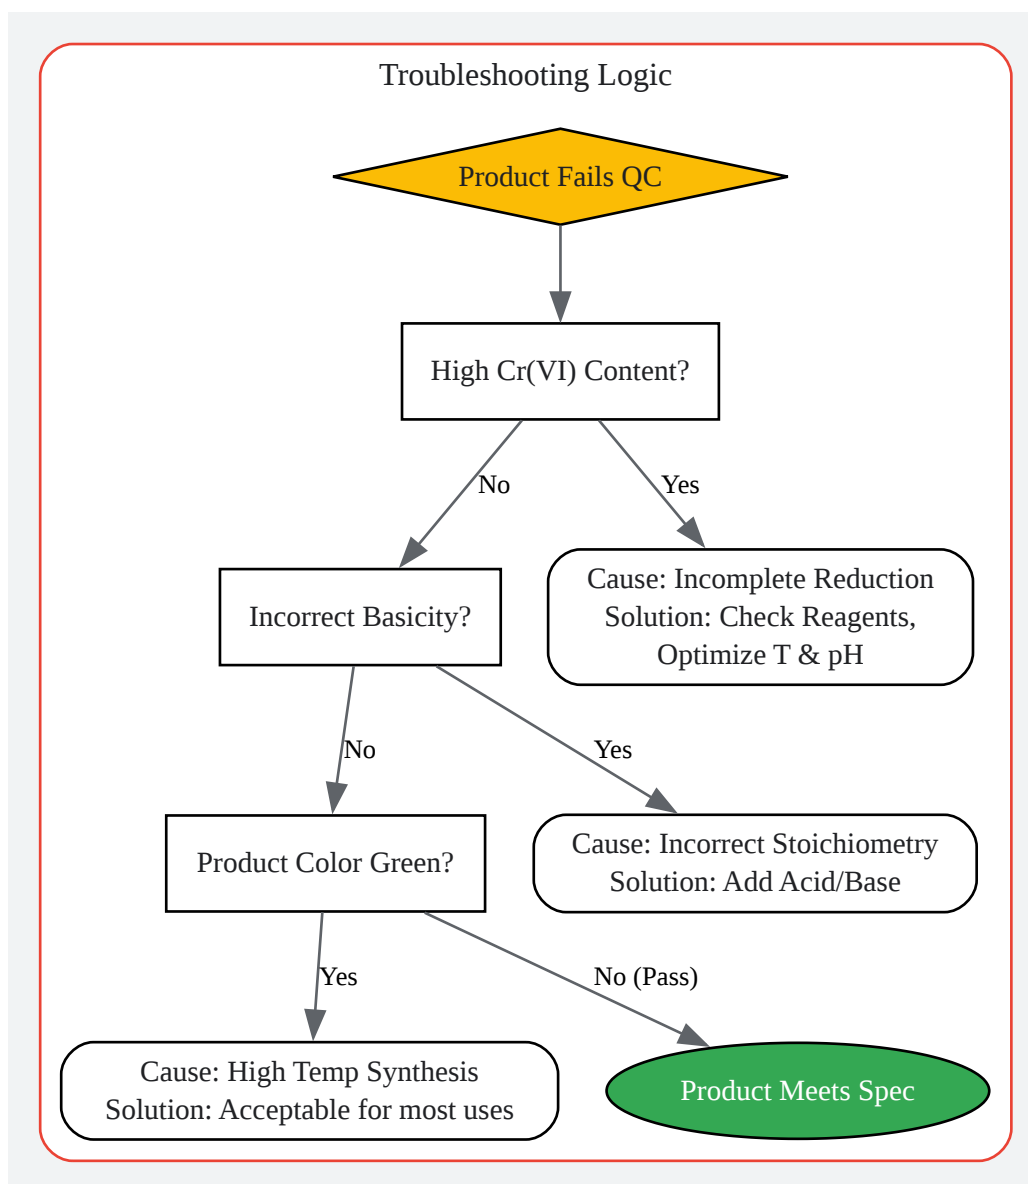 Troubleshooting Logic
Product Fails QC
High Cr(VI) Content?
No
Yes
Incorrect Basicity?
Cause: Incomplete Reduction
Solution: Check Reagents,
Optimize T & pH
No
Yes
Product Color Green?
Cause: Incorrect Stoichiometry
Solution: Add Acid/Base
Yes
No (Pass)
Cause: High Temp Synthesis
Solution: Acceptable for most uses
Product Meets Spec